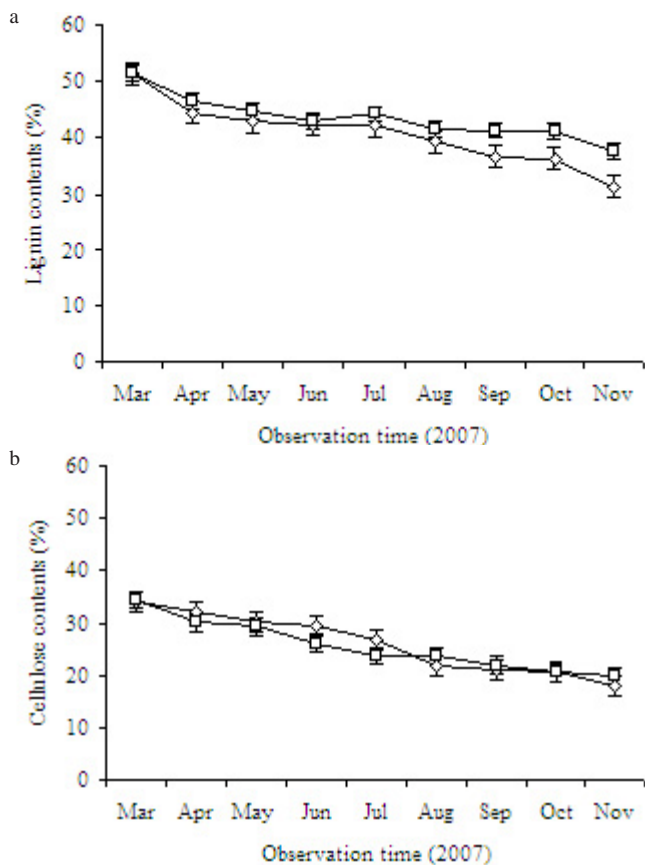 a
60
50
40
30
20
10
0
Lignin contents (%)
Mar Apr May Jun Jul Aug Sep Oct Nov
Observation time (2007)
b
60
50
40
30
20
10
0
Cellulose contents (%)
Mar Apr May Jun Jul Aug Sep Oct Nov
Observation time (2007)